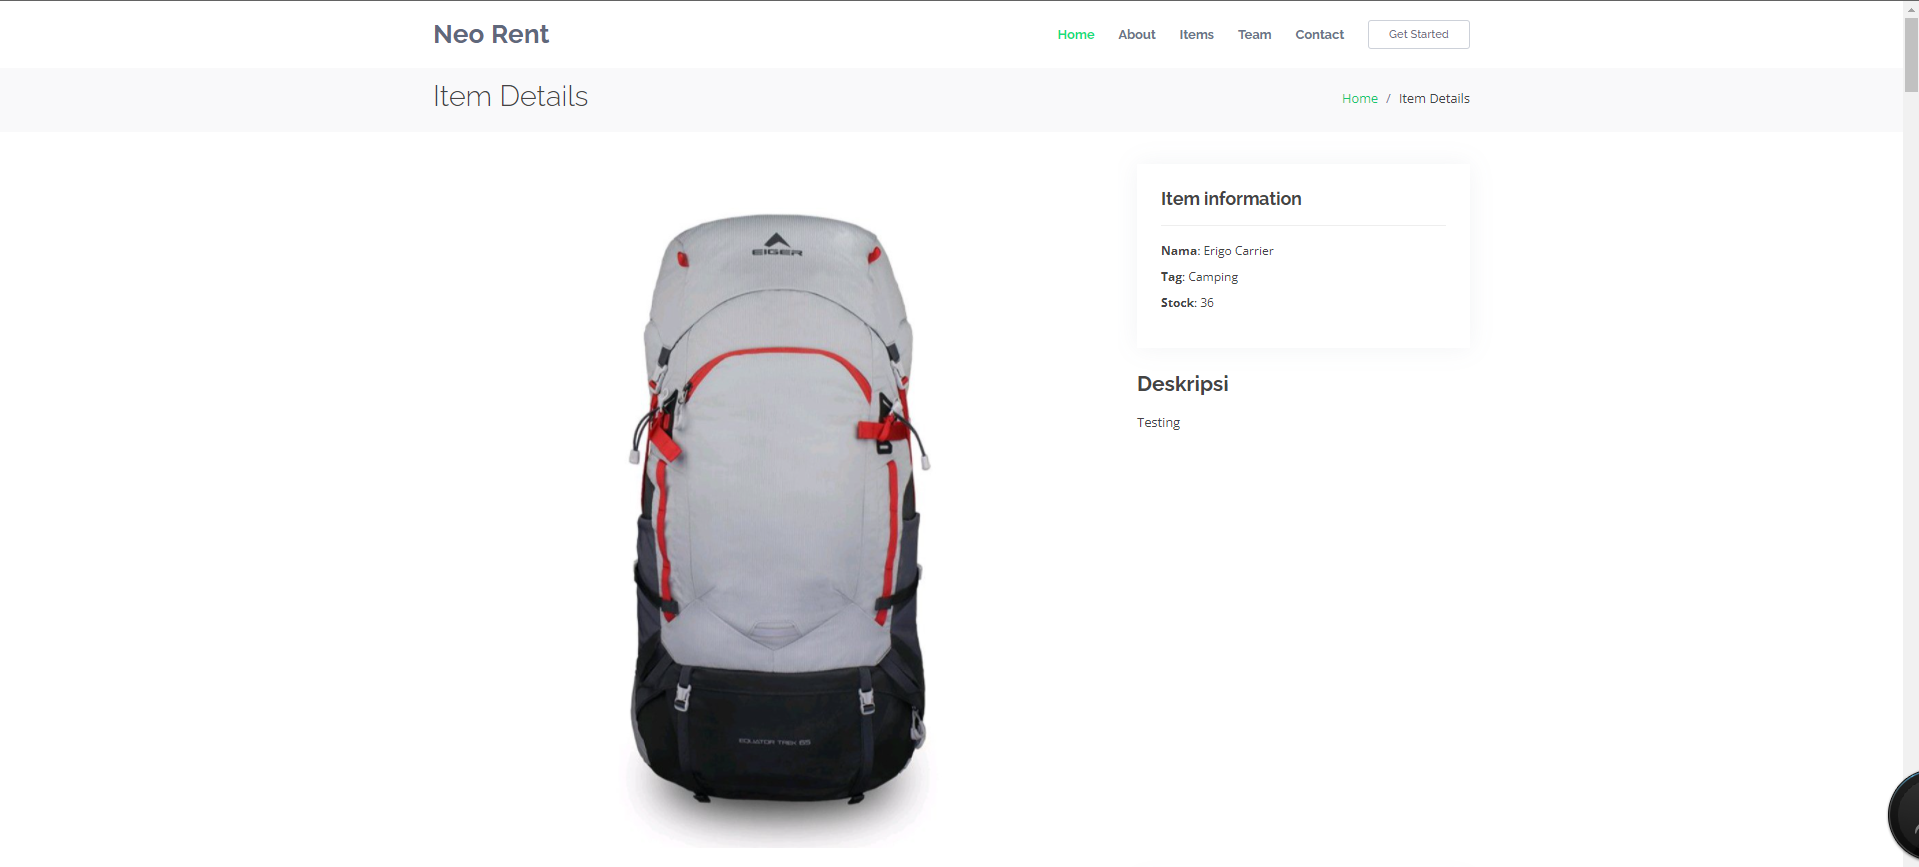 Neo Rent
Home About Items Team Contact Get Started
Item Details
Home / Item Details
EIGER
Item information
Nama: Erigo Carrier
Tag: Camping
Stock: 36
Deskripsi
Testing
EQUATOR TREK 65